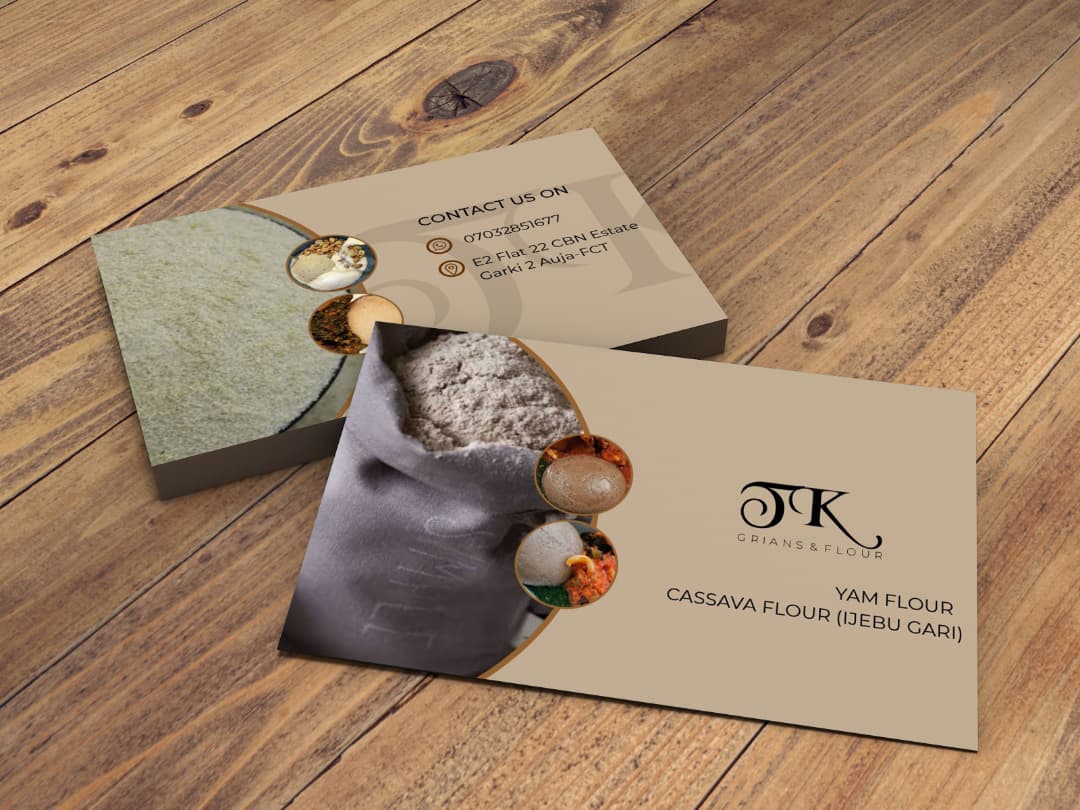 CONTACT US ON
07032851677
E2 Flat 22 CBN Estate
Garki 2 Auja-FCT
JK
GRIANS & FLOUR
YAM FLOUR
CASSAVA FLOUR (IJEBU GARI)